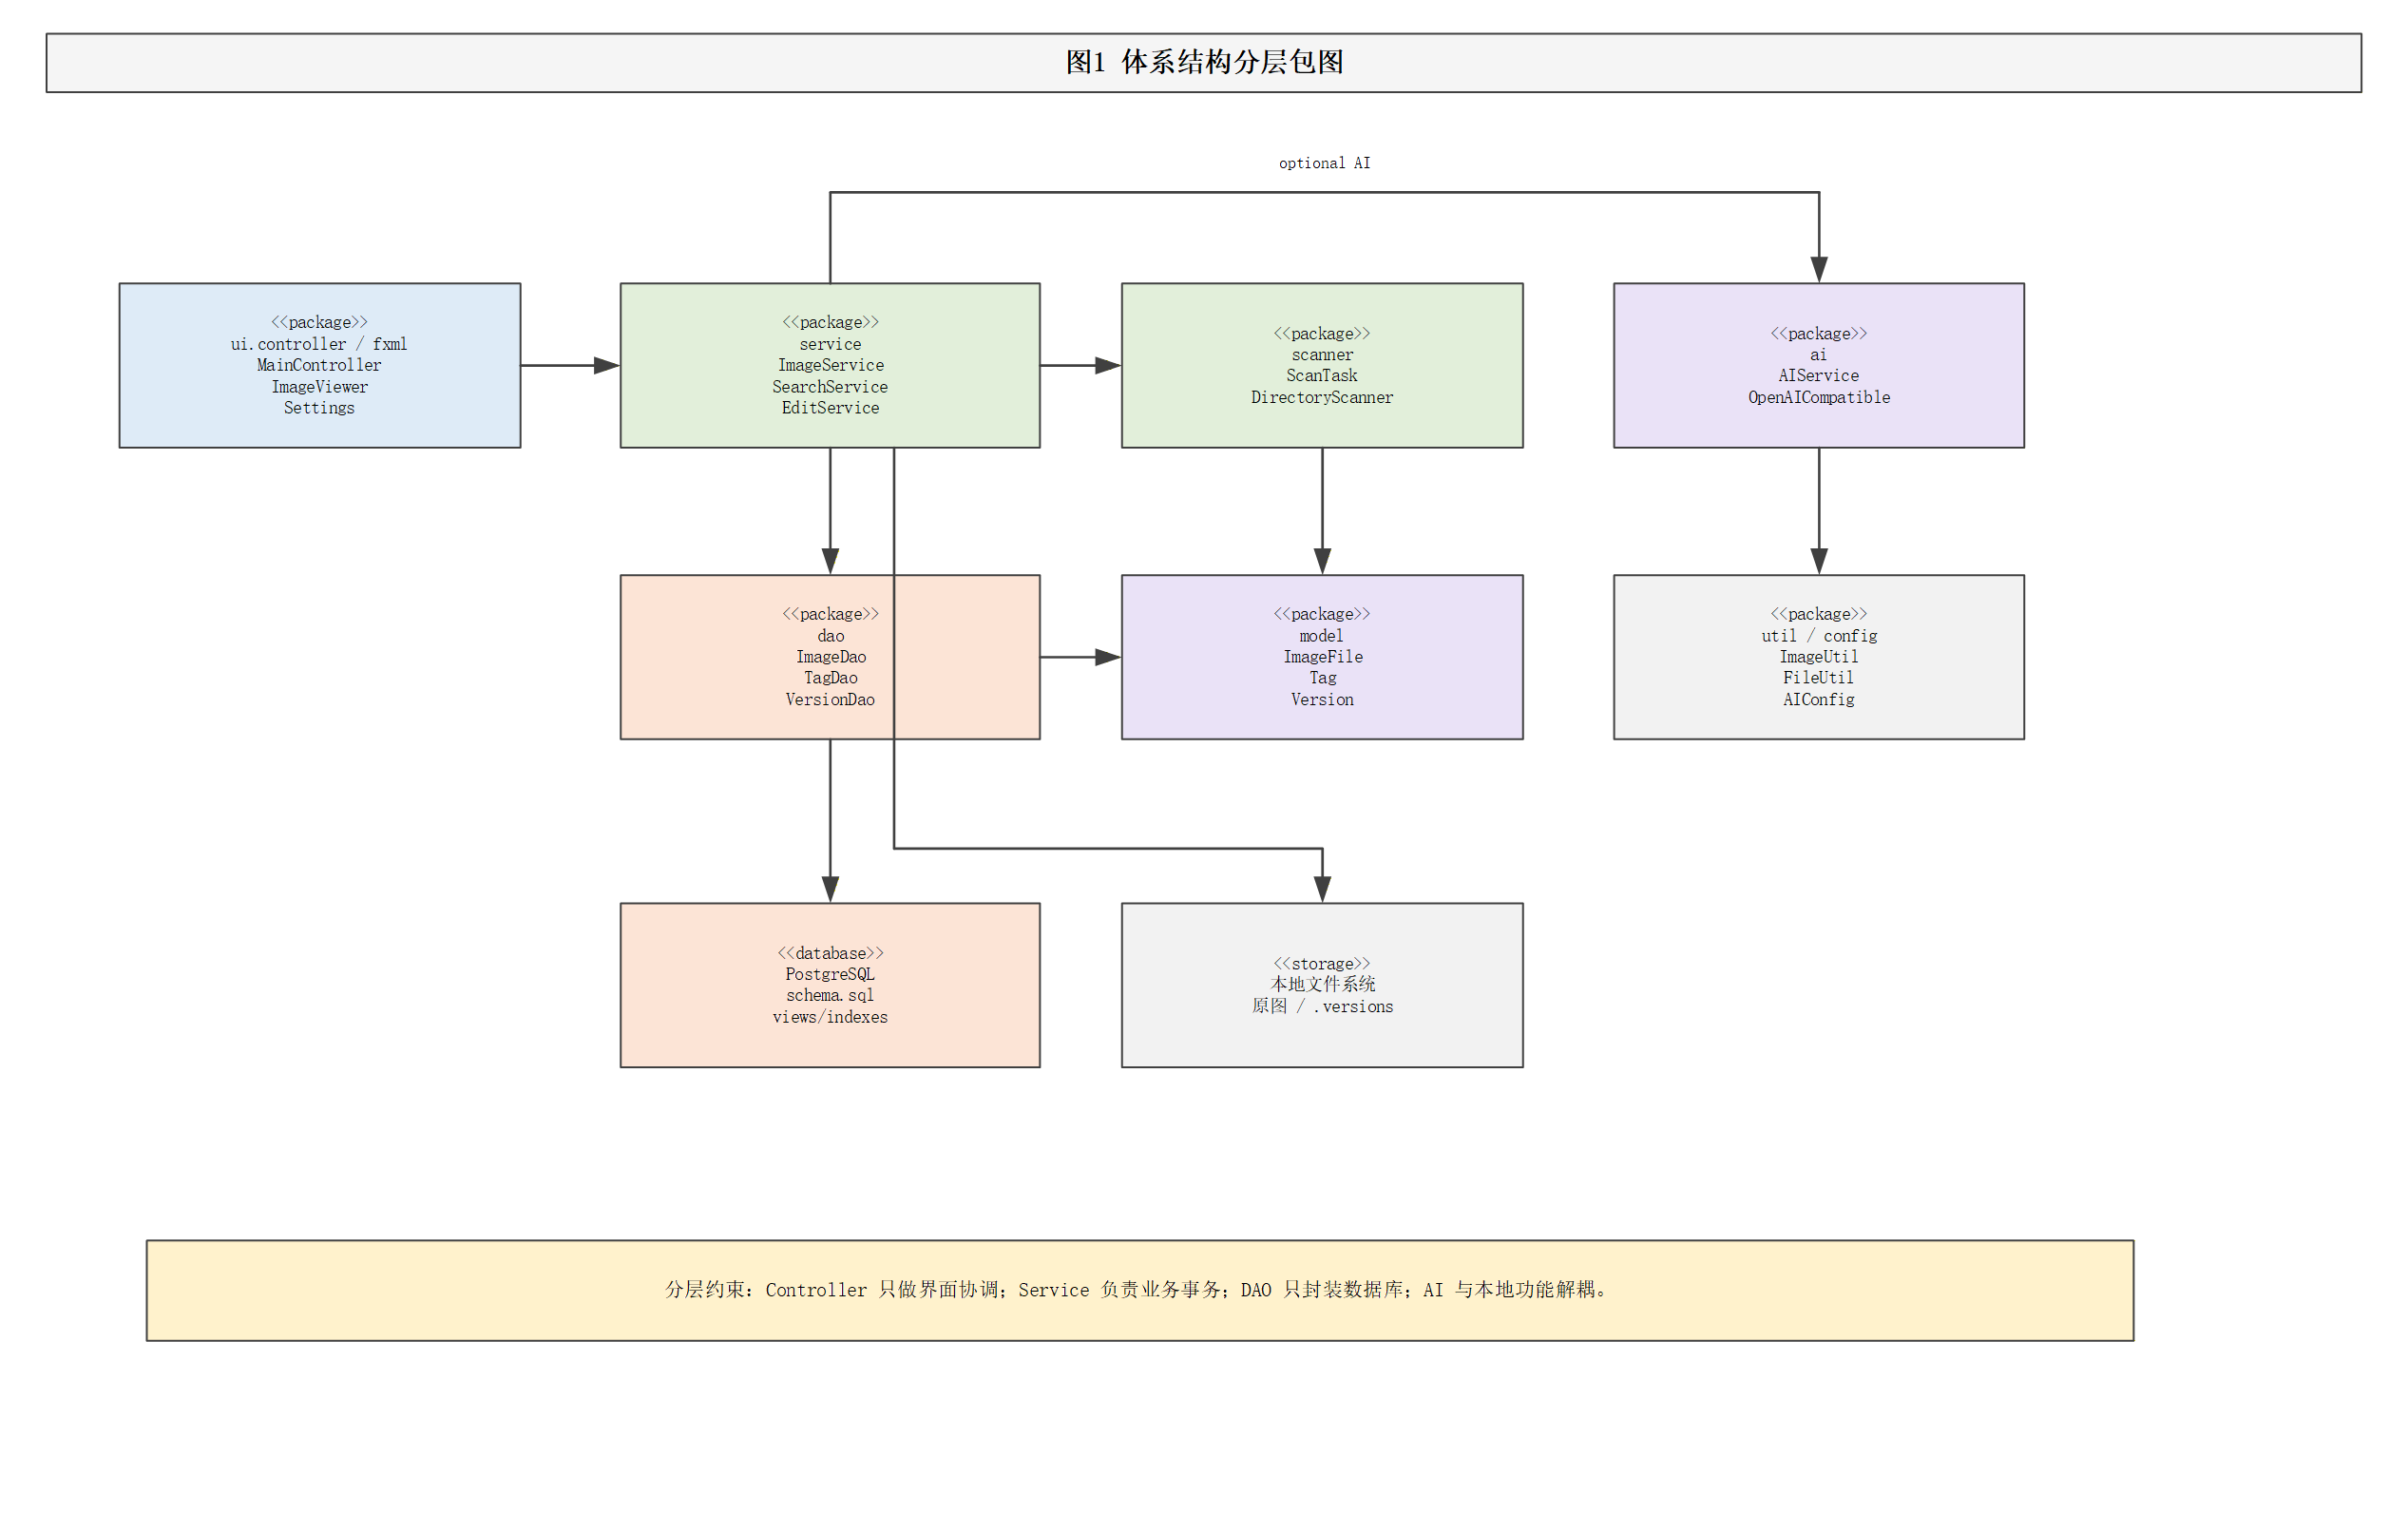 图1 体系结构分层包图
optional AI
<<package>>
ui.controller / fxml
MainController
ImageViewer
Settings
<<package>>
service
ImageService
SearchService
EditService
<<package>>
scanner
ScanTask
DirectoryScanner
<<package>>
ai
AIService
OpenAICompatible
<<package>>
dao
ImageDao
TagDao
VersionDao
<<package>>
model
ImageFile
Tag
Version
<<package>>
util / config
ImageUtil
FileUtil
AIConfig
<<database>>
PostgreSQL
schema.sql
views/indexes
<<storage>>
本地文件系统
原图 / .versions
分层约束：Controller 只做界面协调；Service 负责业务事务；DAO 只封装数据库；AI 与本地功能解耦。